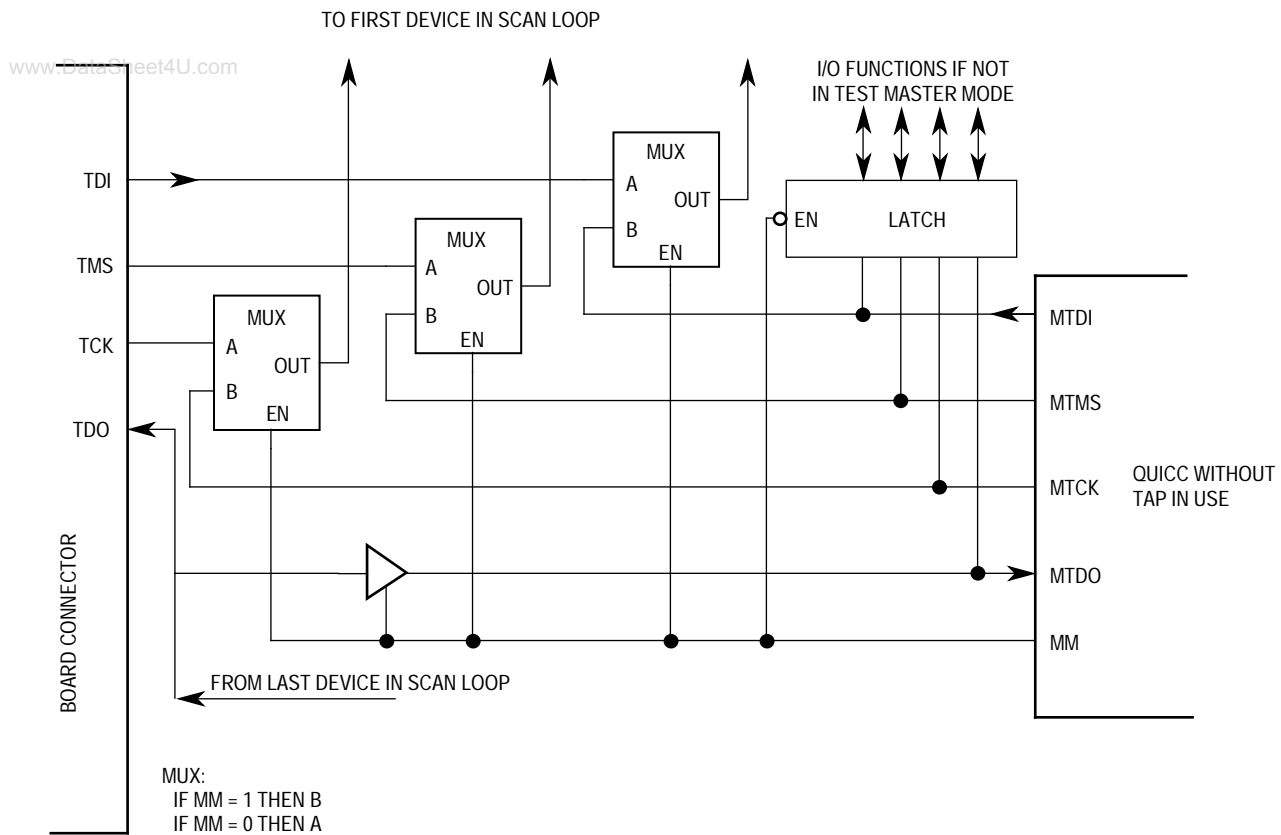 TO FIRST DEVICE IN SCAN LOOP
www.DataSheet4U.com
I/O FUNCTIONS IF NOT
IN TEST MASTER MODE
MUX
TDI
A
OUT
B
EN
EN
LATCH
MUX
TMS
A
OUT
B
EN
MUX
TCK
A
OUT
B
EN
TDO
MTDI
MTMS
MTCK
QUICC WITHOUT
TAP IN USE
MTDO
MM
BOARD CONNECTOR
FROM LAST DEVICE IN SCAN LOOP
MUX:
IF MM = 1 THEN B
IF MM = 0 THEN A